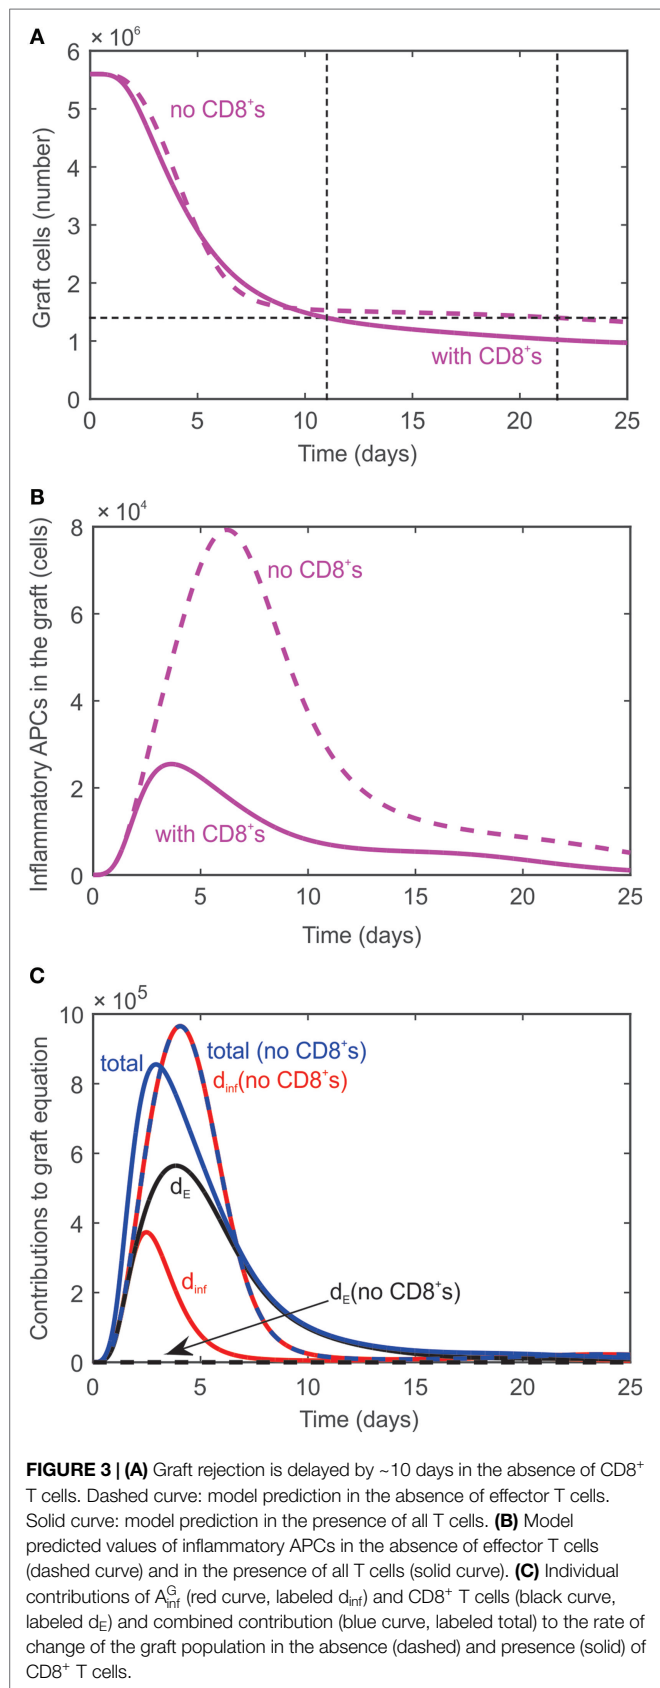 A
× 10⁶
6
5
4
3
2
1
0
Graft cells (number)
no CD8⁺s
with CD8⁺s
0 5 10 15 20 25
Time (days)
B
× 10⁴
8
6
4
2
0
Inflammatory APCs in the graft (cells)
no CD8⁺s
with CD8⁺s
0 5 10 15 20 25
Time (days)
C
× 10⁵
10
8
6
4
2
0
Contributions to graft equation
total
total (no CD8⁺s)
d_inf(no CD8⁺s)
d_E
d_inf
d_E(no CD8⁺s)
0 5 10 15 20 25
Time (days)
FIGURE 3 | (A) Graft rejection is delayed by ~10 days in the absence of CD8⁺
T cells. Dashed curve: model prediction in the absence of effector T cells.
Solid curve: model prediction in the presence of all T cells. (B) Model
predicted values of inflammatory APCs in the absence of effector T cells
(dashed curve) and in the presence of all T cells (solid curve). (C) Individual
contributions of A_inf^G (red curve, labeled d_inf) and CD8⁺ T cells (black curve,
labeled d_E) and combined contribution (blue curve, labeled total) to the rate of
change of the graft population in the absence (dashed) and presence (solid) of
CD8⁺ T cells.